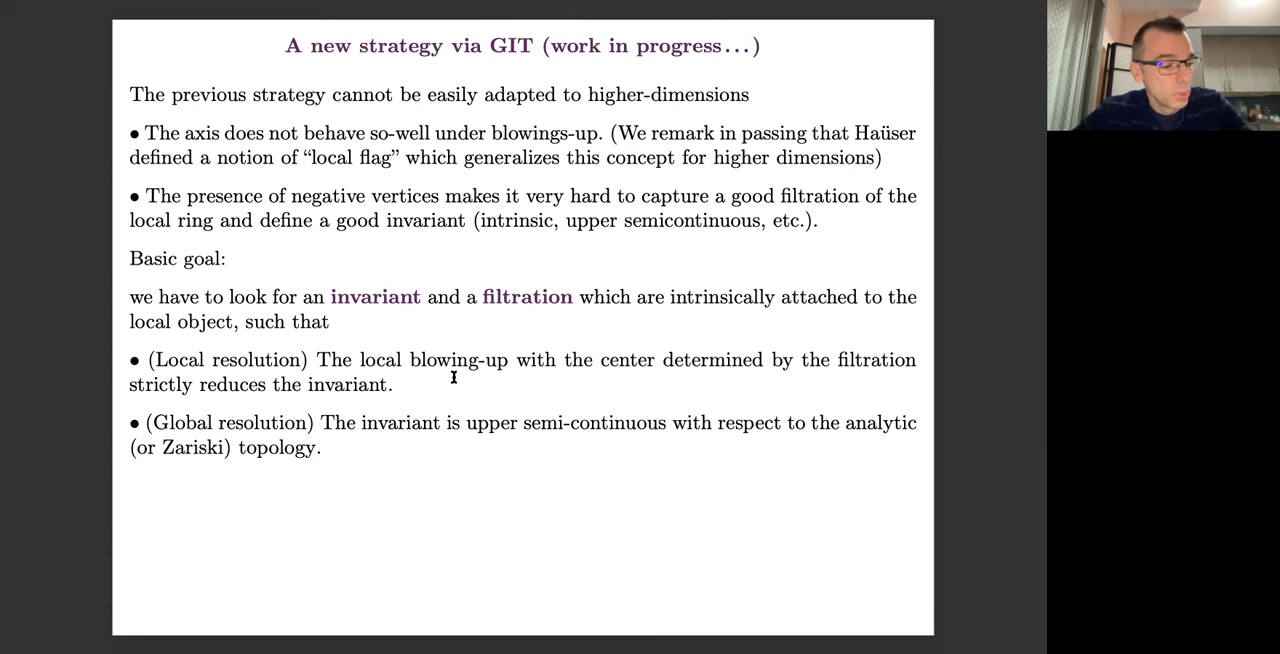 A new strategy via GIT (work in progress...)
The previous strategy cannot be easily adapted to higher-dimensions
• The axis does not behave so-well under blowings-up. (We remark in passing that Haüser
defined a notion of “local flag” which generalizes this concept for higher dimensions)
• The presence of negative vertices makes it very hard to capture a good filtration of the
local ring and define a good invariant (intrinsic, upper semicontinuous, etc.).
Basic goal:
we have to look for an invariant and a filtration which are intrinsically attached to the
local object, such that
• (Local resolution) The local blowing-up with the center determined by the filtration
strictly reduces the invariant.
• (Global resolution) The invariant is upper semi-continuous with respect to the analytic
(or Zariski) topology.